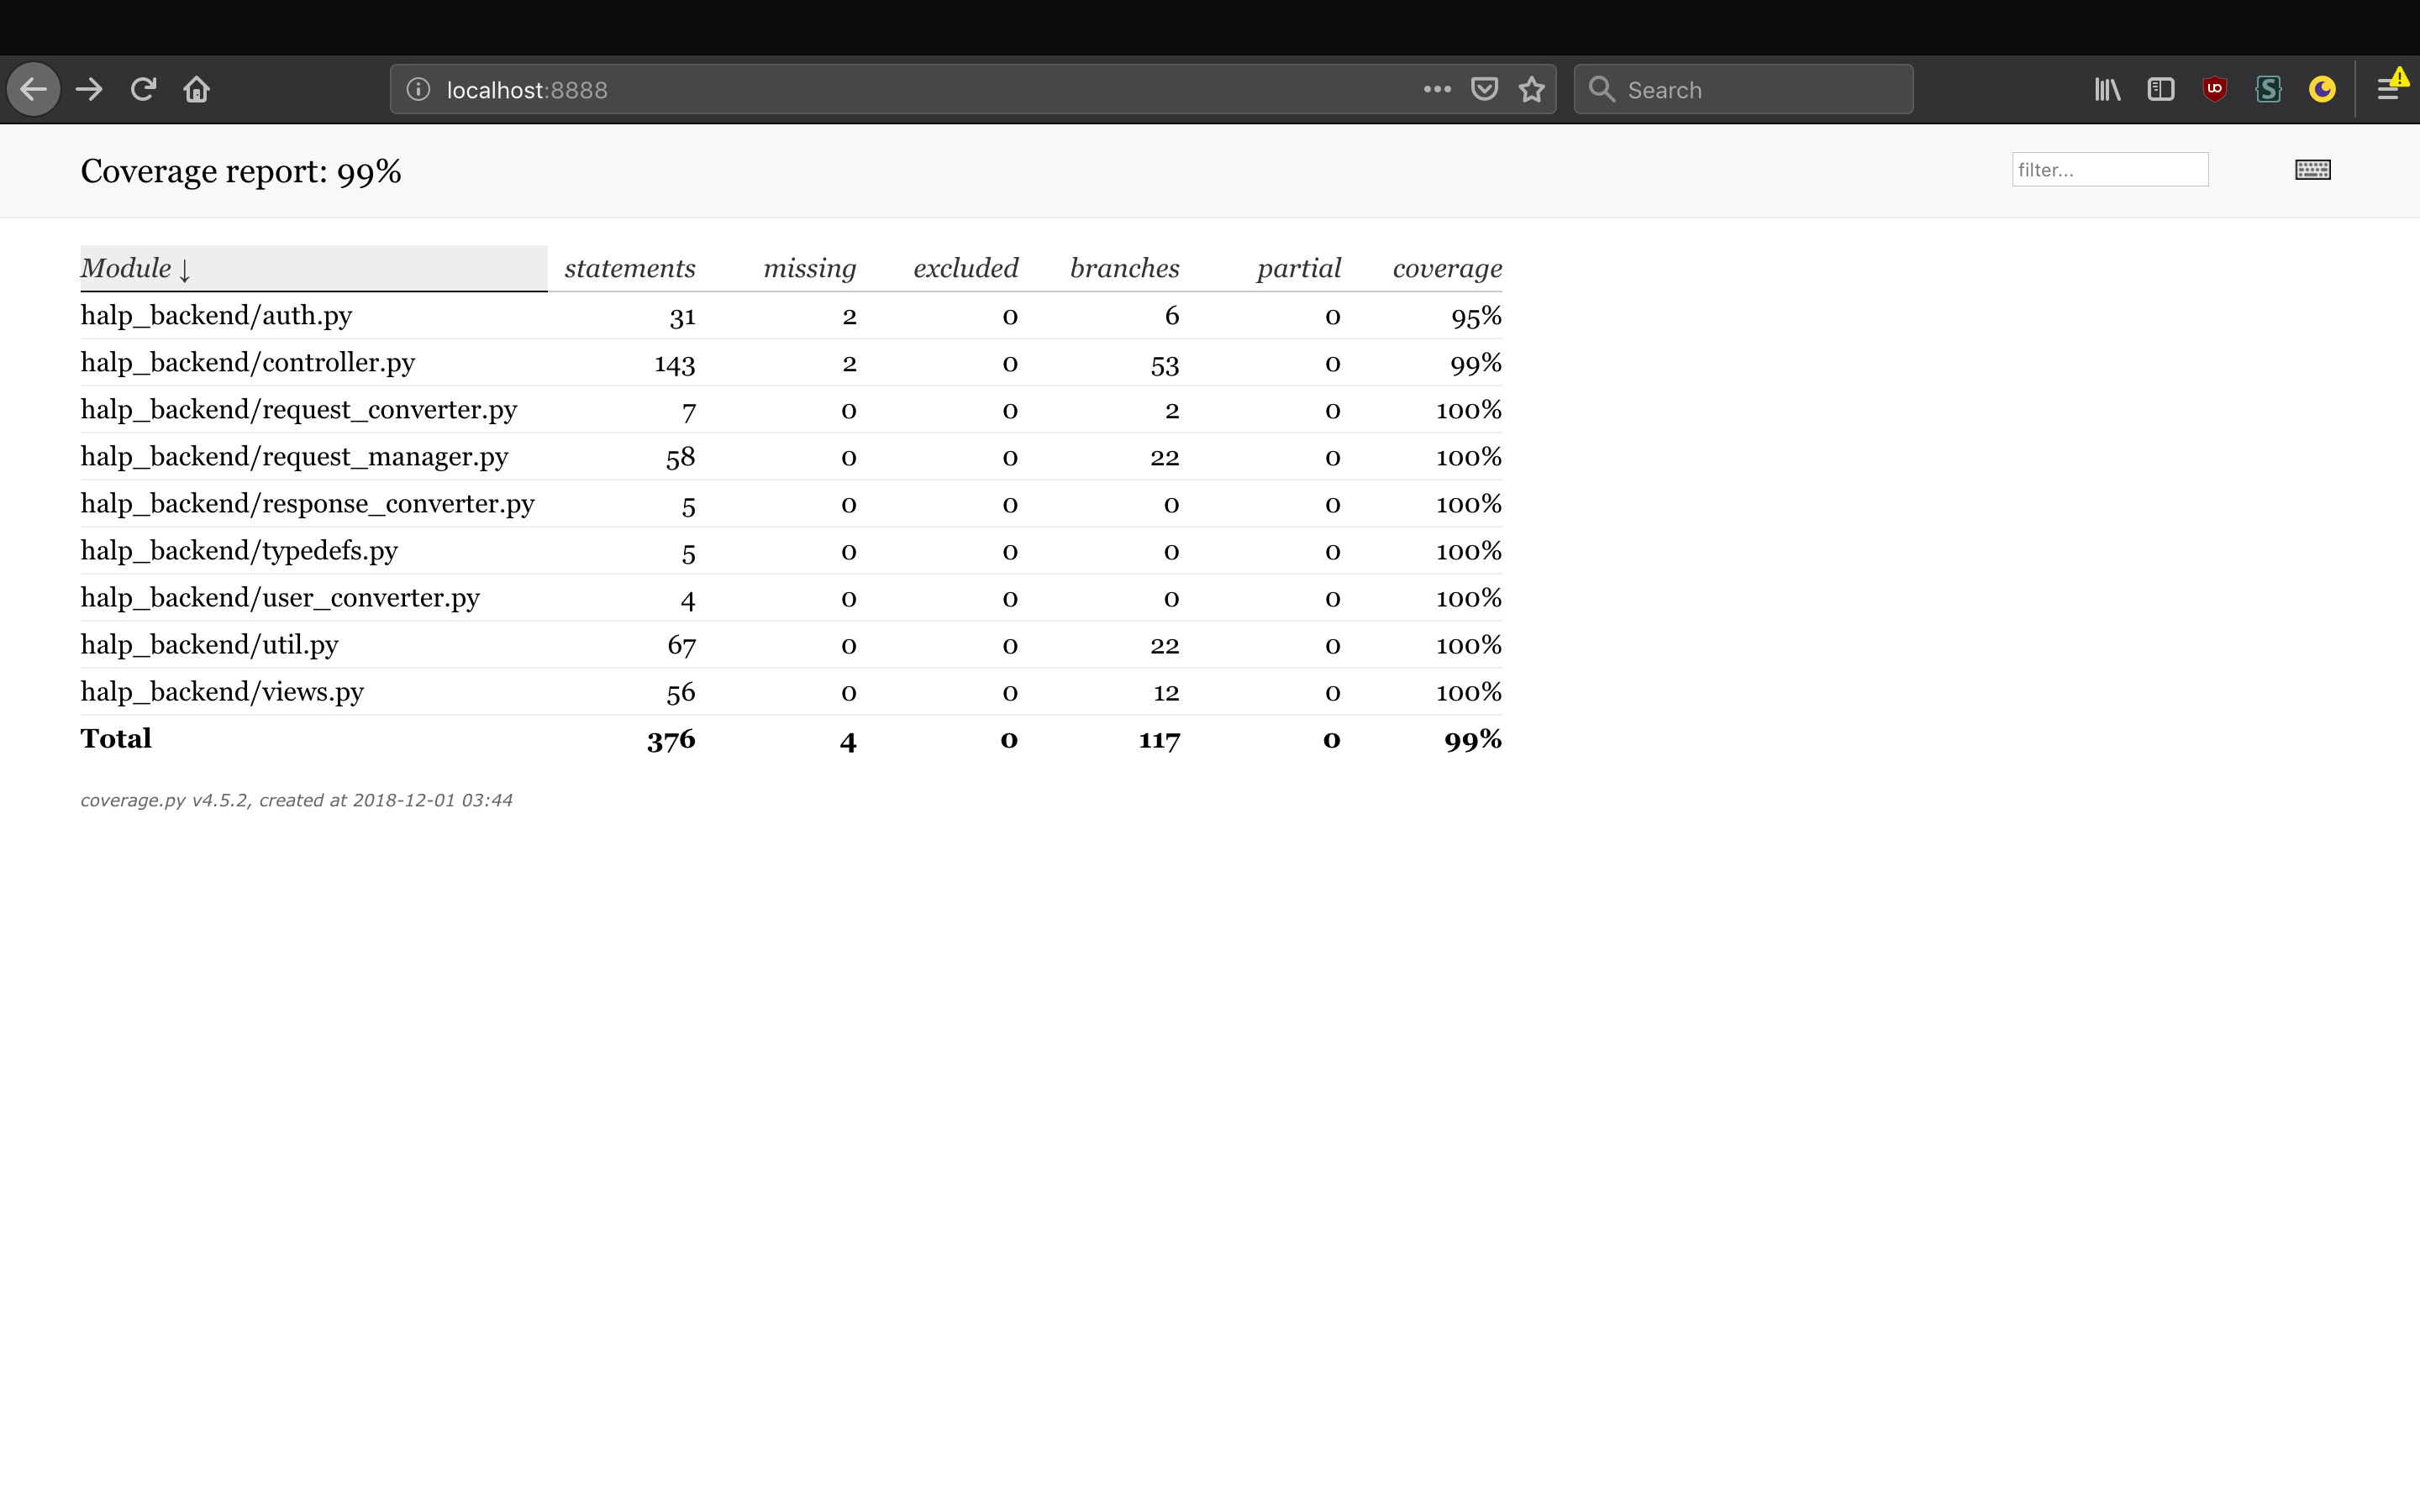 localhost:8888 Search
Coverage report: 99% filter...
Module ↓ statements missing excluded branches partial coverage
halp_backend/auth.py 31 2 0 6 0 95%
halp_backend/controller.py 143 2 0 53 0 99%
halp_backend/request_converter.py 7 0 0 2 0 100%
halp_backend/request_manager.py 58 0 0 22 0 100%
halp_backend/response_converter.py 5 0 0 0 0 100%
halp_backend/typedefs.py 5 0 0 0 0 100%
halp_backend/user_converter.py 4 0 0 0 0 100%
halp_backend/util.py 67 0 0 22 0 100%
halp_backend/views.py 56 0 0 12 0 100%
Total 376 4 0 117 0 99%
coverage.py v4.5.2, created at 2018-12-01 03:44